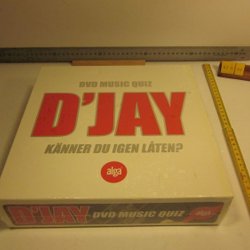 DVD MUSIC QUIZ
D'JAY
KÄNNER DU IGEN LÅTEN?
alga
D'JAY DVD MUSIC QUIZ alga